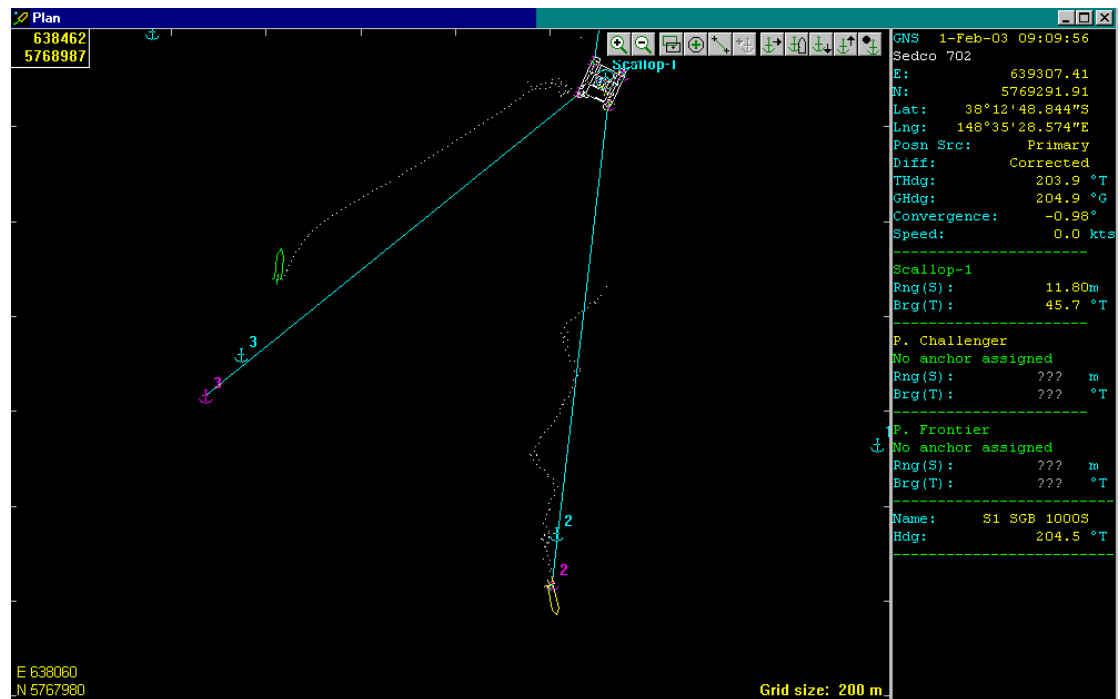 Plan
638462
5768987
Scallop-1
3
3
2
2
1
E 638060
N 5767980
Grid size: 200 m
GNS 1-Feb-03 09:09:56
Sedco 702
E: 639307.41
N: 5769291.91
Lat: 38°12'48.844"S
Lng: 148°35'28.574"E
Posn Src: Primary
Diff: Corrected
THdg: 203.9 °T
GHdg: 204.9 °G
Convergence: -0.98°
Speed: 0.0 kts
Scallop-1
Rng(S): 11.80m
Brg(T): 45.7 °T
P. Challenger
No anchor assigned
Rng(S): ??? m
Brg(T): ??? °T
P. Frontier
No anchor assigned
Rng(S): ??? m
Brg(T): ??? °T
Name: S1 SGB 1000S
Hdg: 204.5 °T